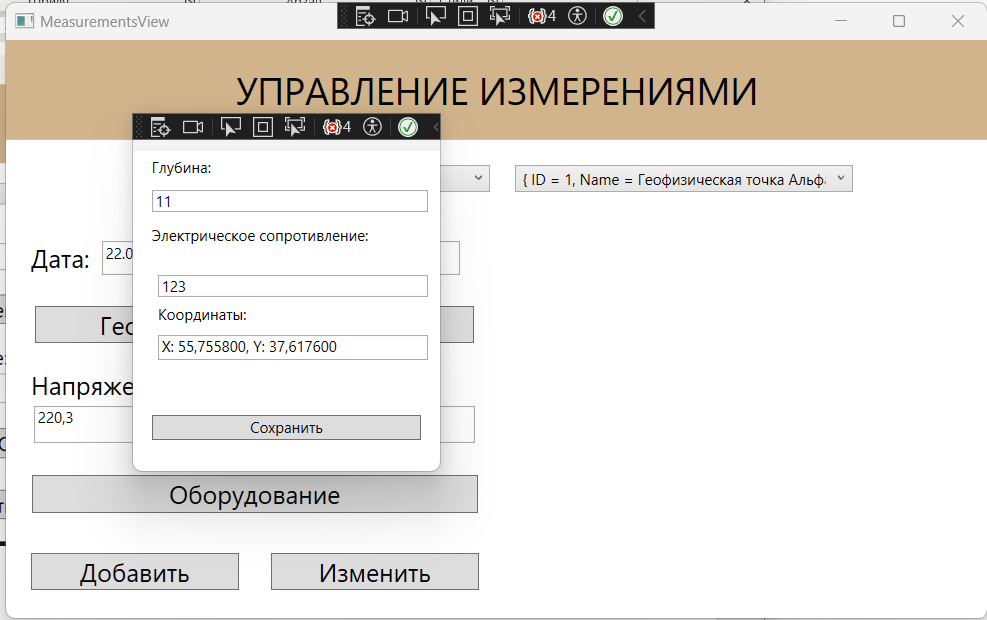 MeasurementsView
4
УПРАВЛЕНИЕ ИЗМЕРЕНИЯМИ
4
Глубина:
{ ID = 1, Name = Геофизическая точка Альф
11
Электрическое сопротивление:
Дата:
22.0
123
Координаты:
Гео
X: 55,755800, Y: 37,617600
Напряже
220,3
Сохранить
Оборудование
Добавить
Изменить